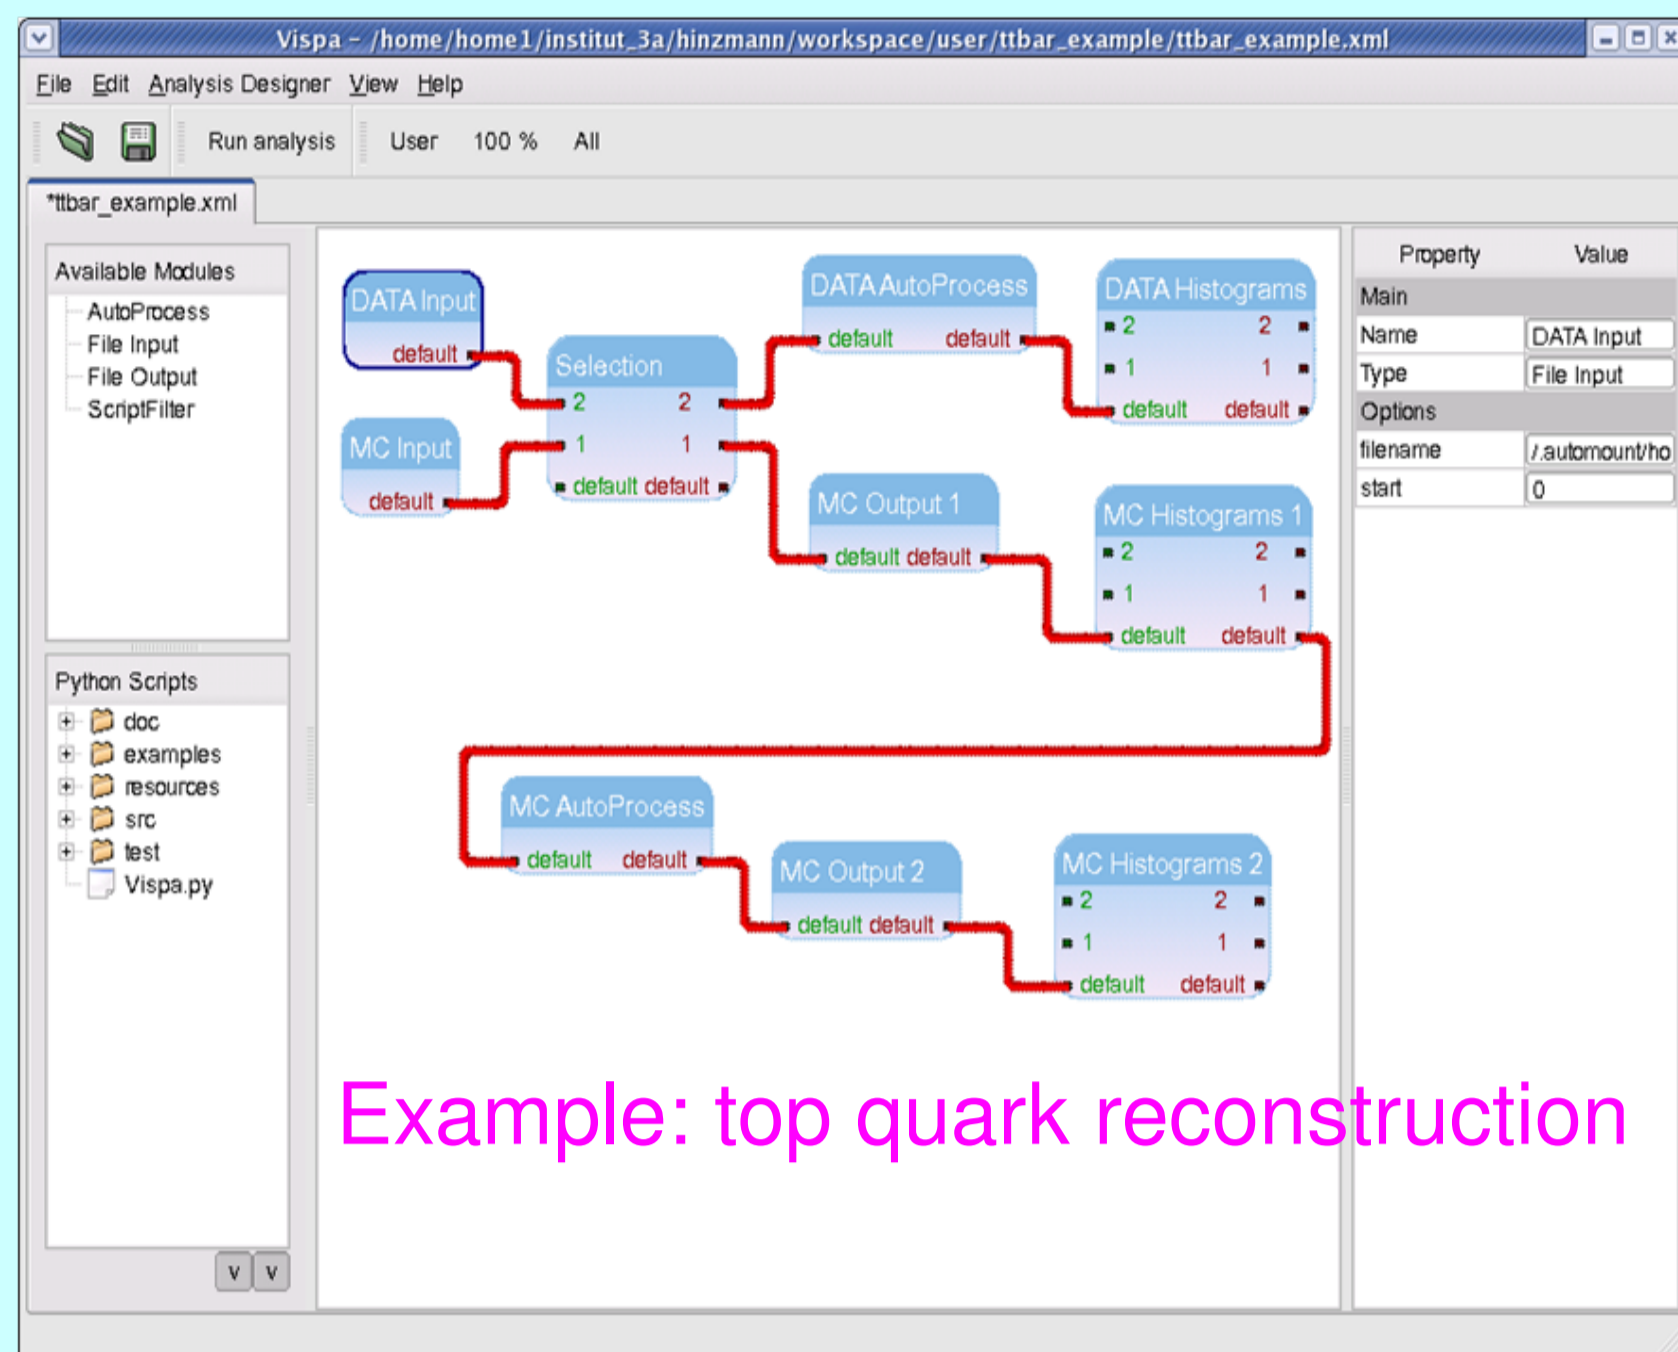 Vispa - /home/home1/institut_3a/hinzmann/workspace/user/ttbar_example/ttbar_example.xml
File Edit Analysis Designer View Help
Run analysis User 100 % All
*ttbar_example.xml
Available Modules
AutoProcess
File Input
File Output
ScriptFilter
Python Scripts
doc
examples
resources
src
test
Vispa.py
v v
DATA Input
default
MC Input
default
Selection
2 2
1 1
default default
DATA AutoProcess
default default
DATA Histograms
2 2
1 1
default default
MC Output 1
default default
MC Histograms 1
2 2
1 1
default default
MC AutoProcess
default default
MC Output 2
default default
MC Histograms 2
2 2
1 1
default default
Example: top quark reconstruction
Property Value
Main
Name DATA Input
Type File Input
Options
filename /.automount/ho
start 0